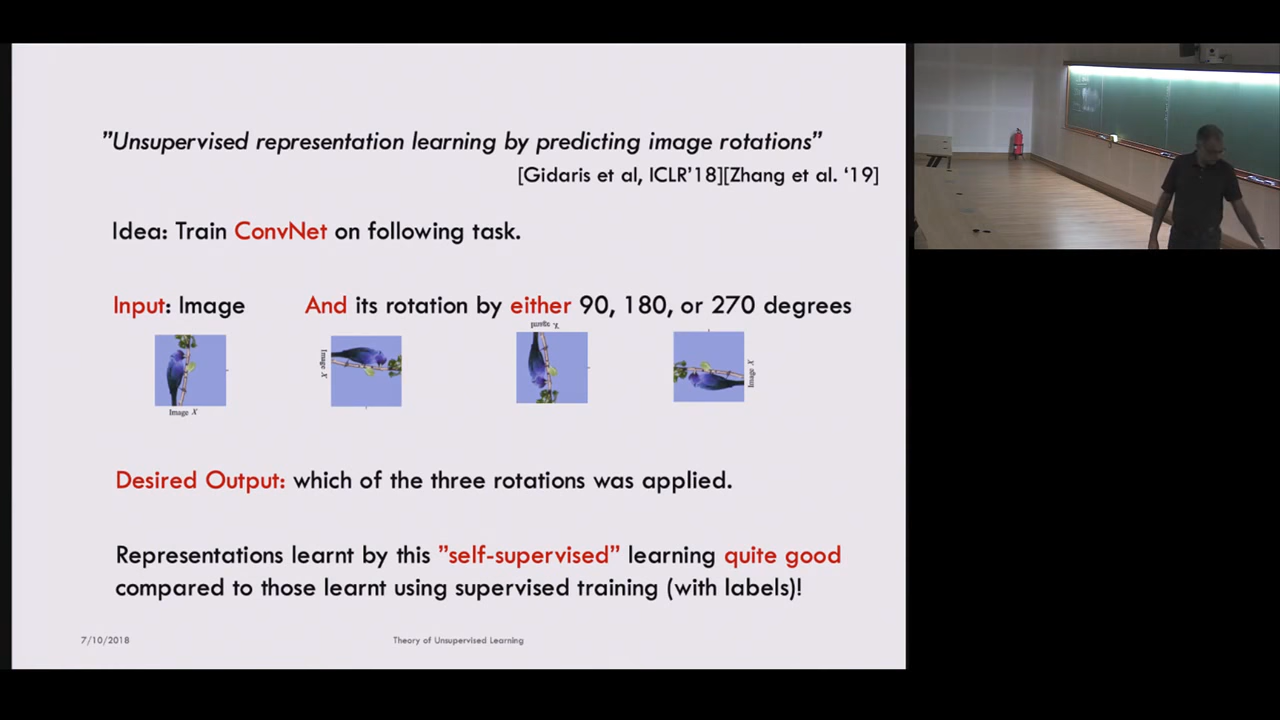 ”Unsupervised representation learning by predicting image rotations”
[Gidaris et al, ICLR’18][Zhang et al. ‘19]
Idea: Train ConvNet on following task.
Input: Image And its rotation by either 90, 180, or 270 degrees
Image X
Image X
Image X
Image X
Desired Output: which of the three rotations was applied.
Representations learnt by this ”self-supervised” learning quite good
compared to those learnt using supervised training (with labels)!
7/10/2018 Theory of Unsupervised Learning